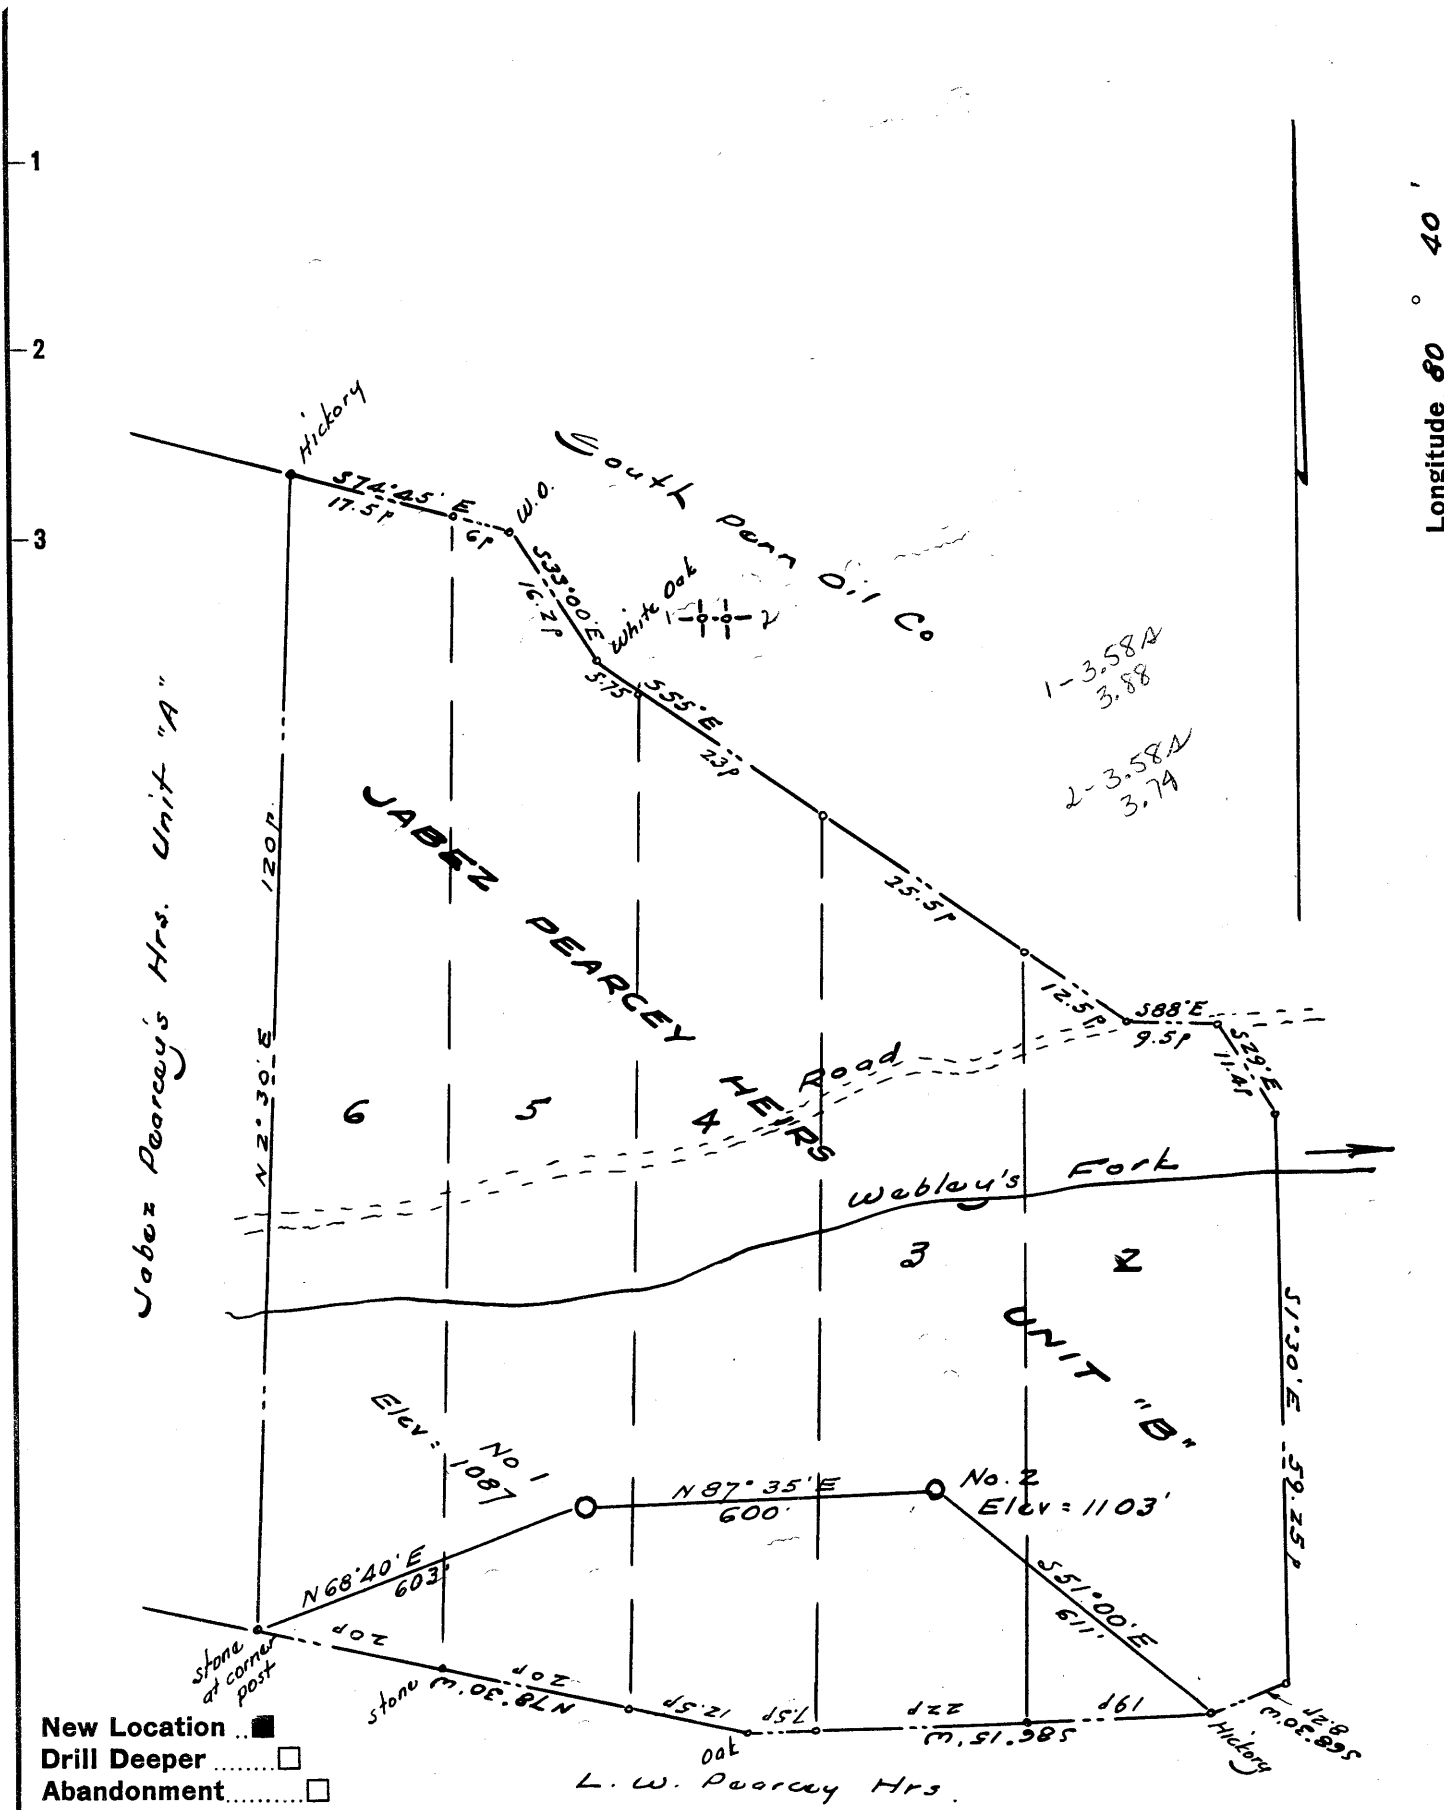 1
2
3
Longitude 80 ° 40 '
Hickory
S74°45' E
17.5P
6P
W.O.
South Penn Oil Co
S33°00'E
16.2P
White Oak
1 2
5.75
S55°E
23P
1-3.58A
3.88
2-3.58A
3.74
Jabez Pearcey's Hrs. Unit "A"
120P
N2°30'E
JABEZ PEARCEY HEIRS
25.5P
12.5P
S88°E
9.5P
S29°E
11.4P
Road
6
5
4
Webley's Fork
3
2
UNIT "B"
S1°30'E 59.25P
No 1
Elev = 1087
N87°35'E
600'
No. 2
Elev = 1103'
N68°40'E
603'
S51°00'E
611'
stone
at corner
post
20P
stone
20P
N78°30'W
12.5P
Oak
7.5P
22P
S86°15'W
19P
Hickory
S68°30'W
8.2P
L. W. Pearcey Hrs.
New Location
Drill Deeper
Abandonment